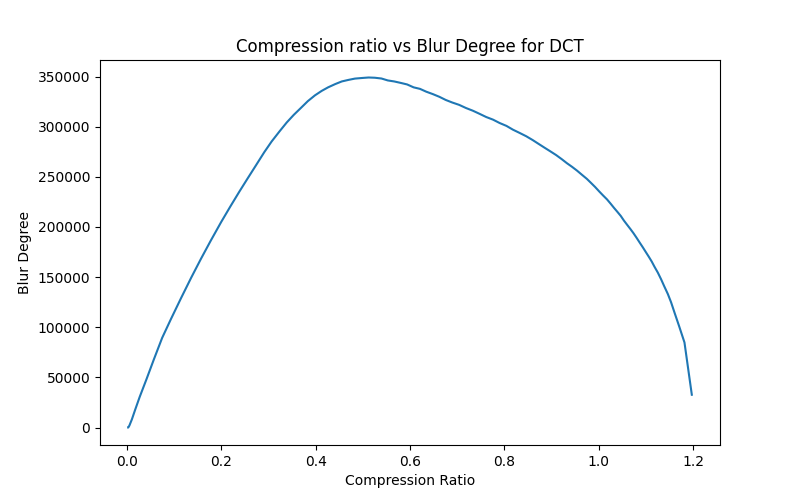 Compression ratio vs Blur Degree for DCT
350000
300000
250000
200000
150000
100000
50000
0
Blur Degree
0.0 0.2 0.4 0.6 0.8 1.0 1.2
Compression Ratio